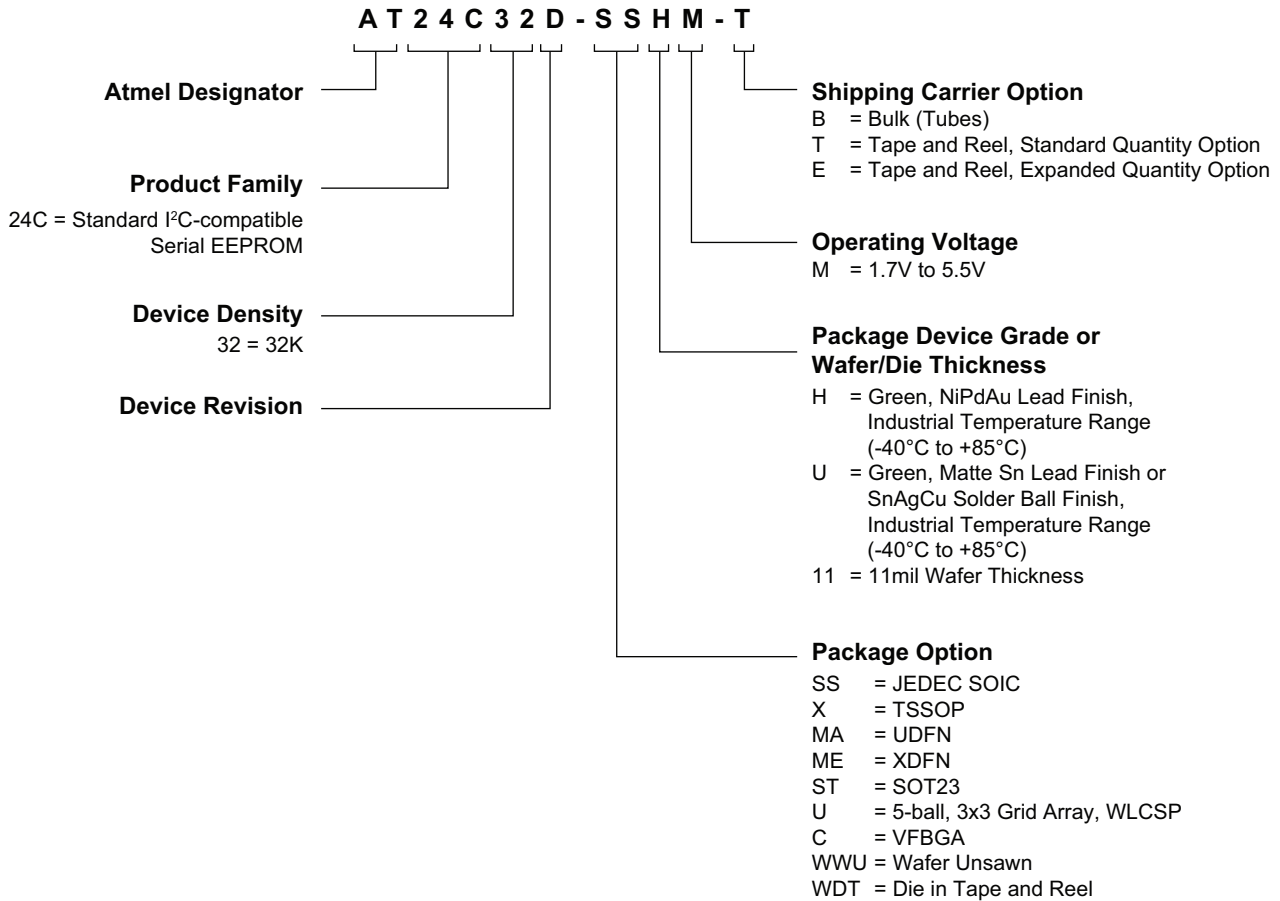 AT24C32D-SSHM-T
Atmel Designator
Product Family
24C = Standard I²C-compatible
Serial EEPROM
Device Density
32 = 32K
Device Revision
Shipping Carrier Option
B = Bulk (Tubes)
T = Tape and Reel, Standard Quantity Option
E = Tape and Reel, Expanded Quantity Option
Operating Voltage
M = 1.7V to 5.5V
Package Device Grade or
Wafer/Die Thickness
H = Green, NiPdAu Lead Finish,
Industrial Temperature Range
(-40°C to +85°C)
U = Green, Matte Sn Lead Finish or
SnAgCu Solder Ball Finish,
Industrial Temperature Range
(-40°C to +85°C)
11 = 11mil Wafer Thickness
Package Option
SS = JEDEC SOIC
X = TSSOP
MA = UDFN
ME = XDFN
ST = SOT23
U = 5-ball, 3x3 Grid Array, WLCSP
C = VFBGA
WWU = Wafer Unsawn
WDT = Die in Tape and Reel